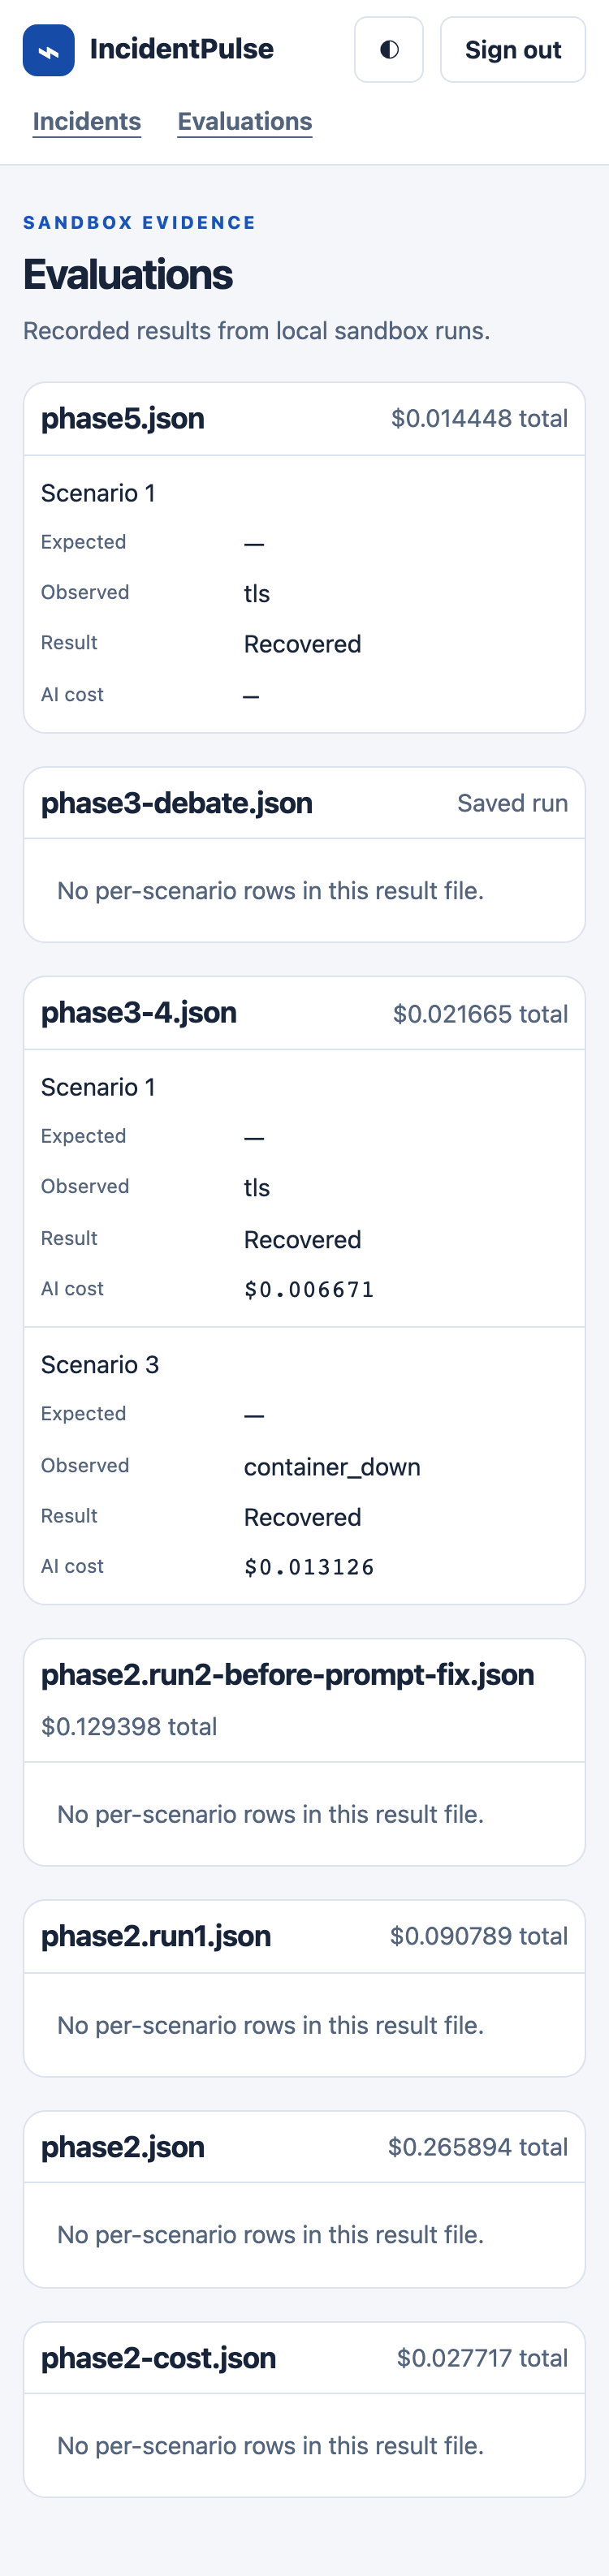 IncidentPulse
Sign out
Incidents Evaluations
SANDBOX EVIDENCE
Evaluations
Recorded results from local sandbox runs.
phase5.json $0.014448 total
Scenario 1
Expected —
Observed tls
Result Recovered
AI cost —
phase3-debate.json Saved run
No per-scenario rows in this result file.
phase3-4.json $0.021665 total
Scenario 1
Expected —
Observed tls
Result Recovered
AI cost $0.006671
Scenario 3
Expected —
Observed container_down
Result Recovered
AI cost $0.013126
phase2.run2-before-prompt-fix.json
$0.129398 total
No per-scenario rows in this result file.
phase2.run1.json $0.090789 total
No per-scenario rows in this result file.
phase2.json $0.265894 total
No per-scenario rows in this result file.
phase2-cost.json $0.027717 total
No per-scenario rows in this result file.